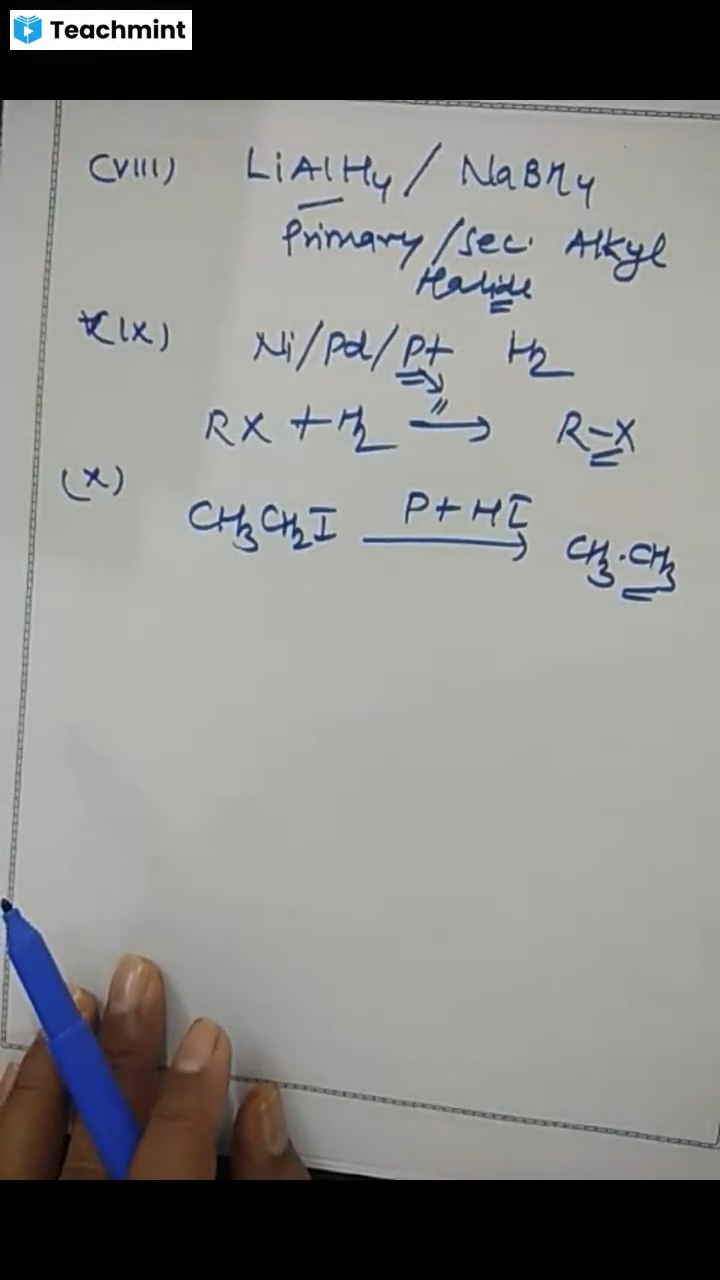 Teachmint
(VIII) LiAlH4 / NaBH4
Primary/sec. Alkyl
Halide
(IX) Ni/Pd/Pt H2
RX + H2 → R-X
(X)
CH3CH2I P+HI → CH3.CH3